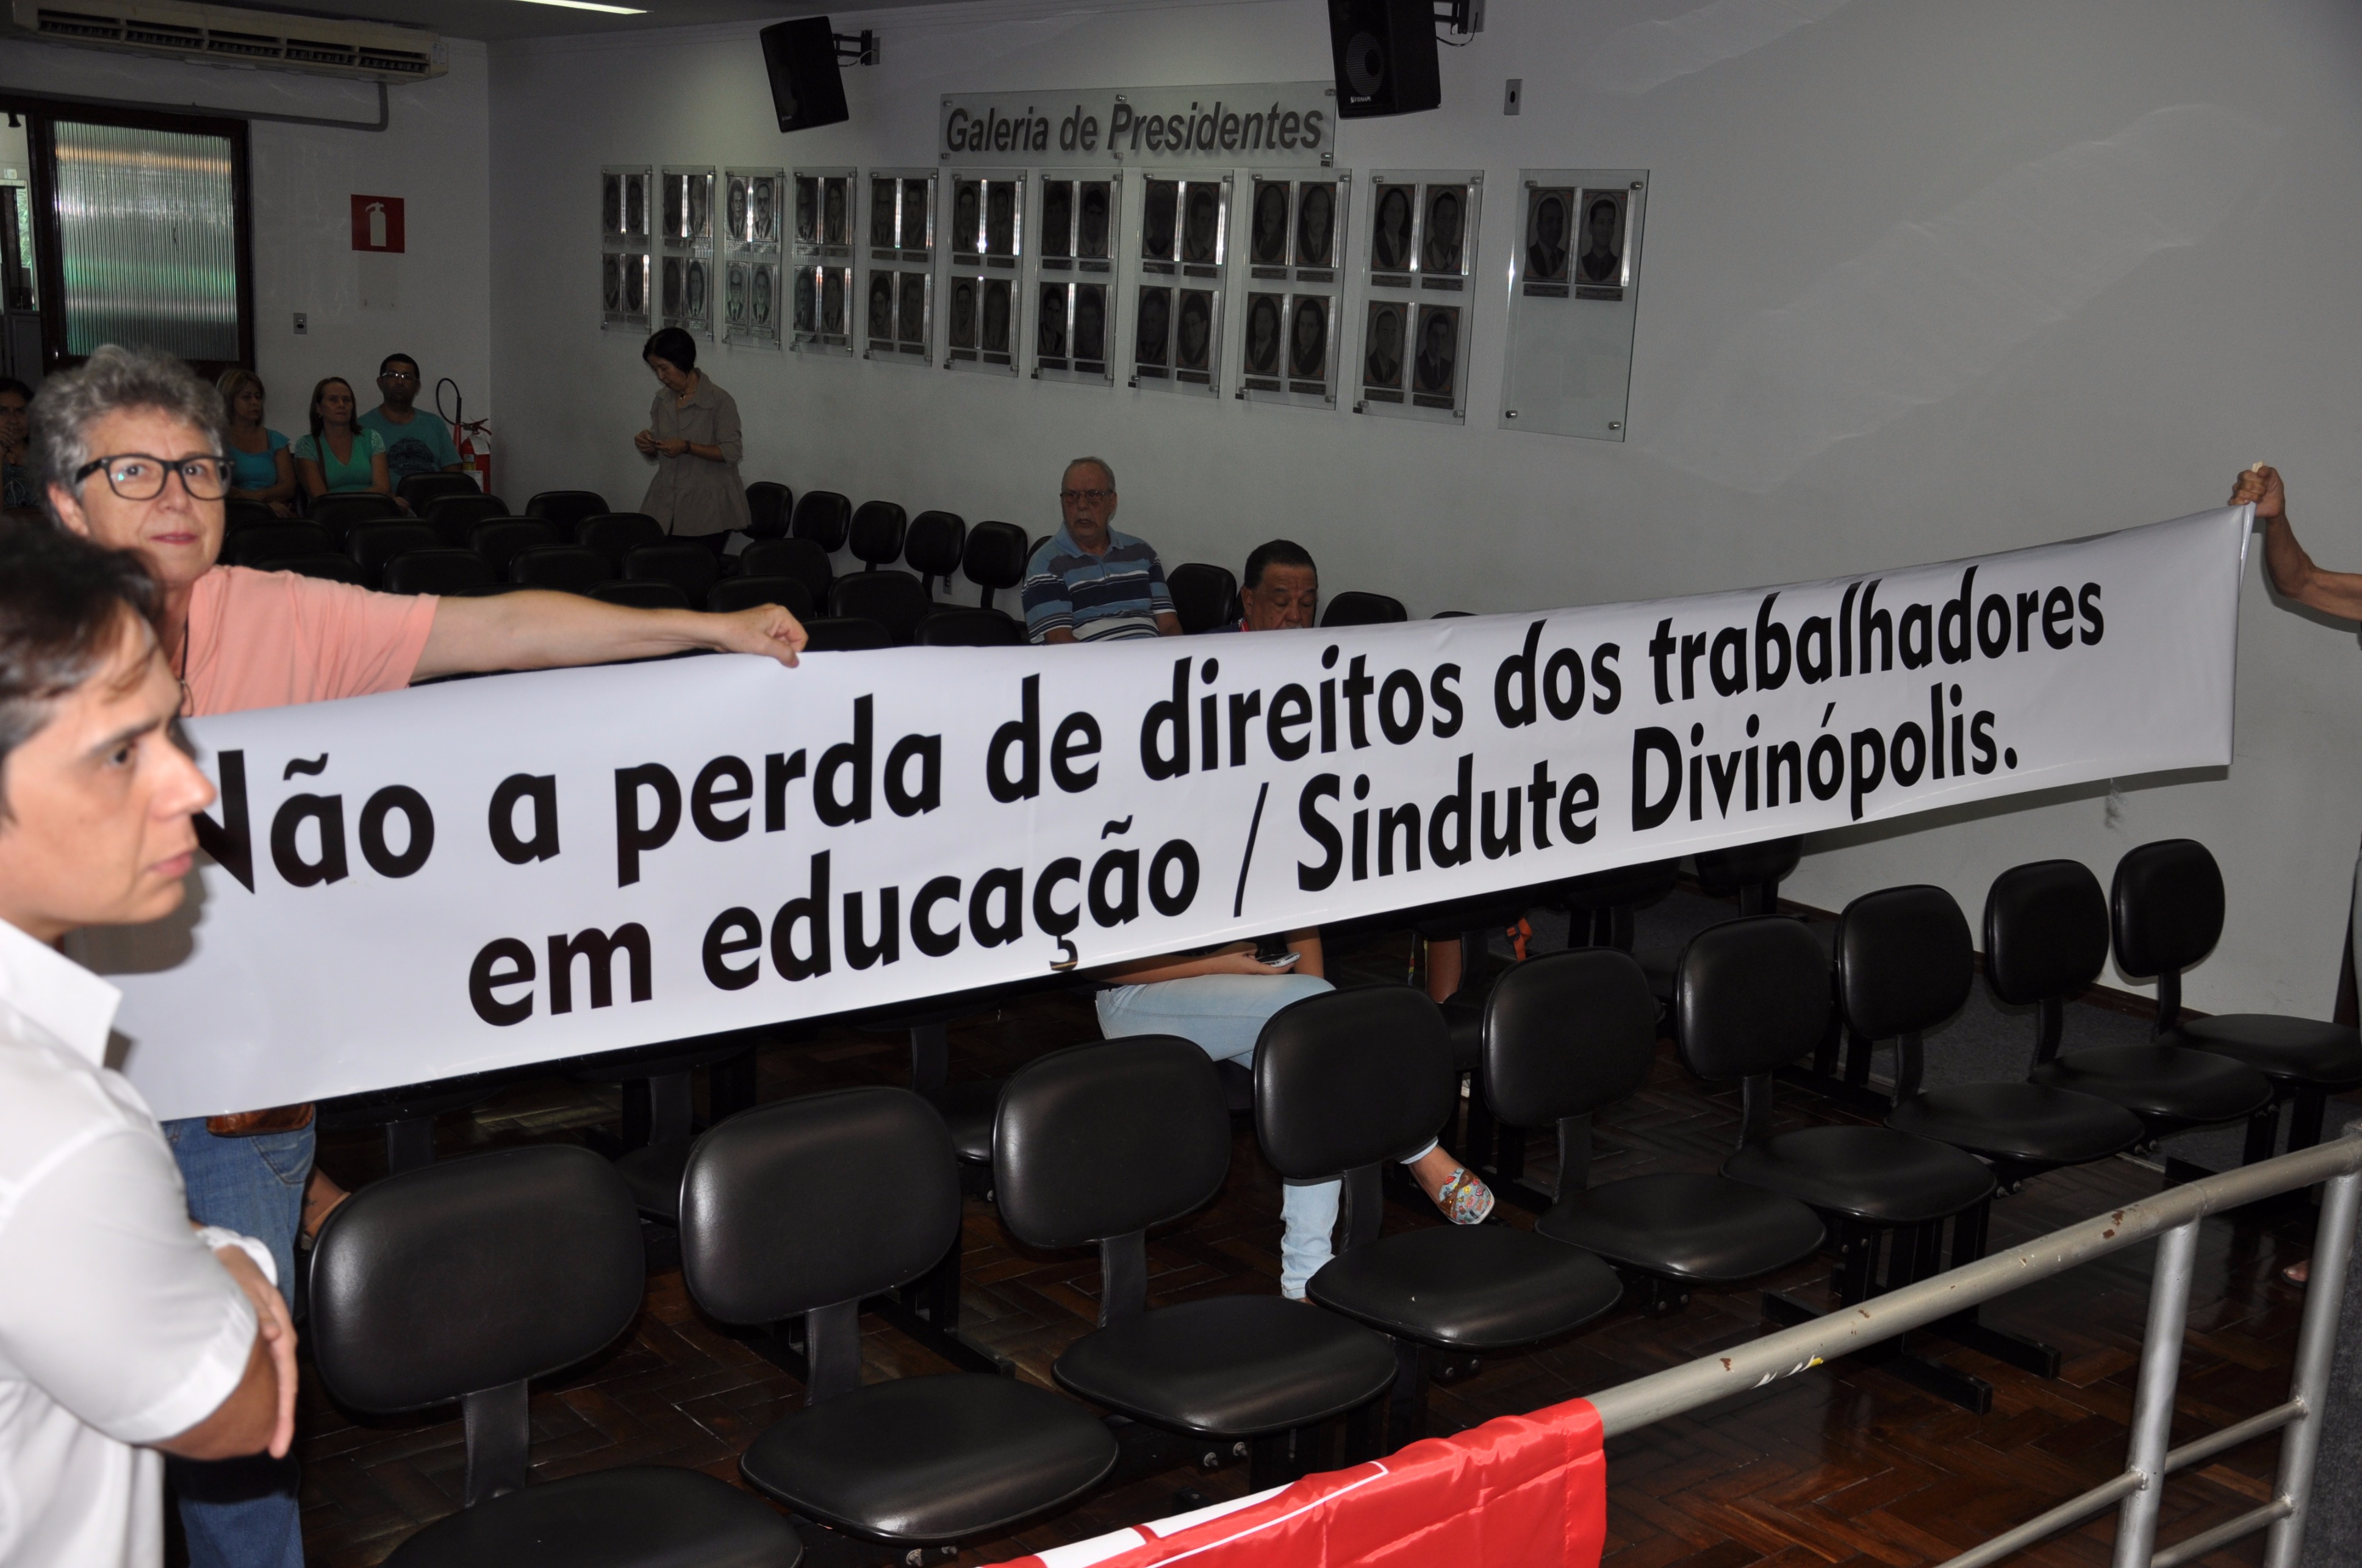 Galeria de Presidentes
Não a perda de direitos dos trabalhadores
em educação / Sindute Divinópolis.